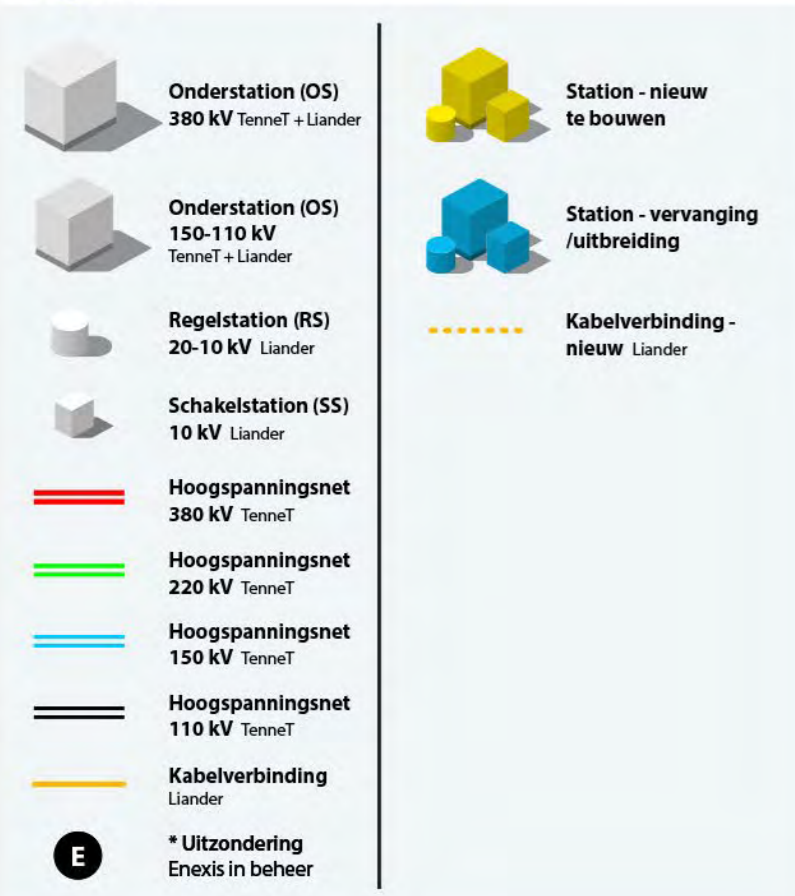 Onderstation (OS)
380 kV TenneT + Liander
Onderstation (OS)
150-110 kV
TenneT + Liander
Regelstation (RS)
20-10 kV Liander
Schakelstation (SS)
10 kV Liander
Hoogspanningsnet
380 kV TenneT
Hoogspanningsnet
220 kV TenneT
Hoogspanningsnet
150 kV TenneT
Hoogspanningsnet
110 kV TenneT
Kabelverbinding
Liander
E
* Uitzondering
Enexis in beheer
Station - nieuw
te bouwen
Station - vervanging
/uitbreiding
Kabelverbinding -
nieuw Liander